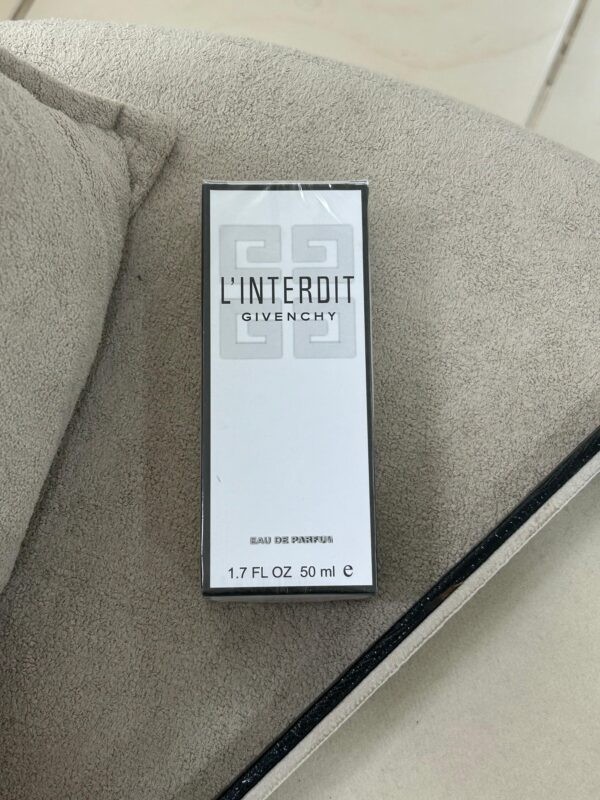 L'INTERDIT
GIVENCHY
EAU DE PARFUM
1.7 FL OZ 50 ml ℮